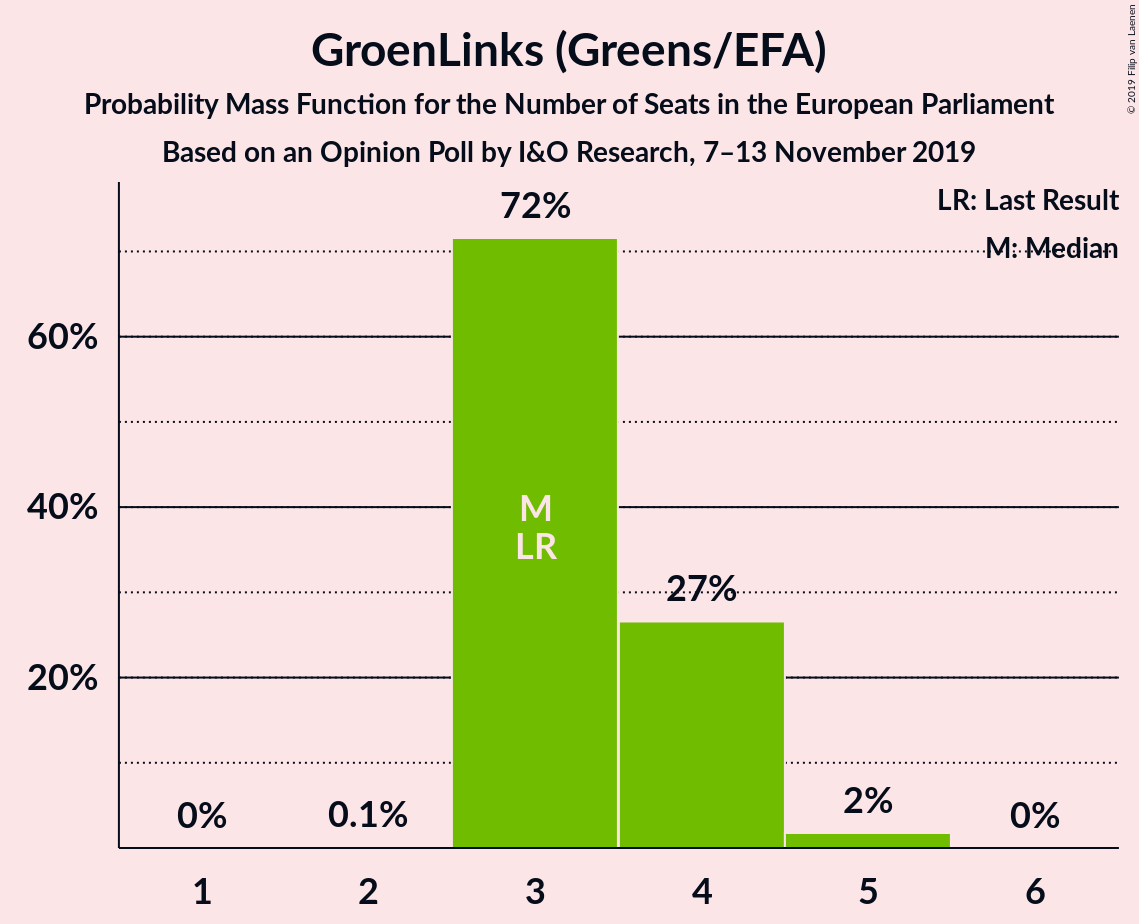 GroenLinks (Greens/EFA)
Probability Mass Function for the Number of Seats in the European Parliament
Based on an Opinion Poll by I&O Research, 7–13 November 2019
© 2019 Filip van Laenen
LR: Last Result
M: Median
72%
60%
40%
20%
M
LR
27%
0%
0.1%
2%
0%
1 2 3 4 5 6